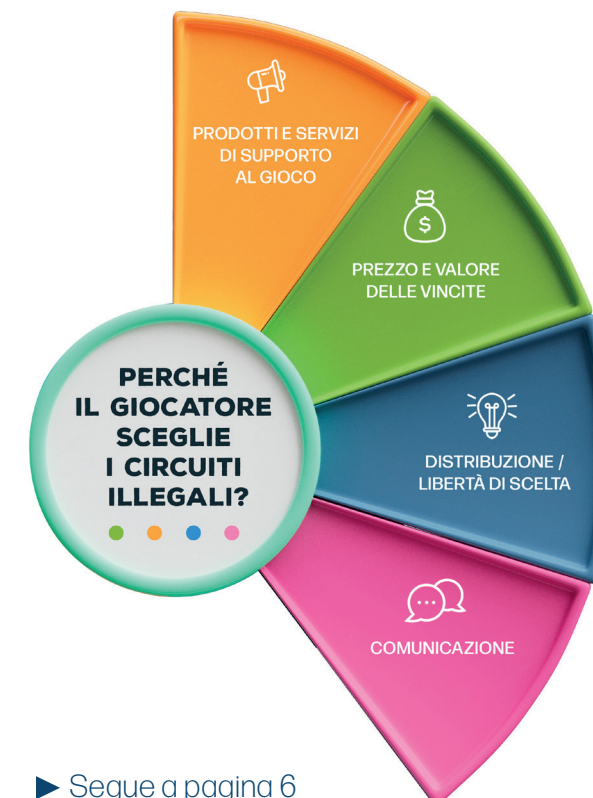 PRODOTTI E SERVIZI
DI SUPPORTO
AL GIOCO
$
PREZZO E VALORE
DELLE VINCITE
PERCHÉ
IL GIOCATORE
SCEGLIE
I CIRCUITI
ILLEGALI?
DISTRIBUZIONE /
LIBERTÀ DI SCELTA
COMUNICAZIONE
▶ Segue a pagina 6